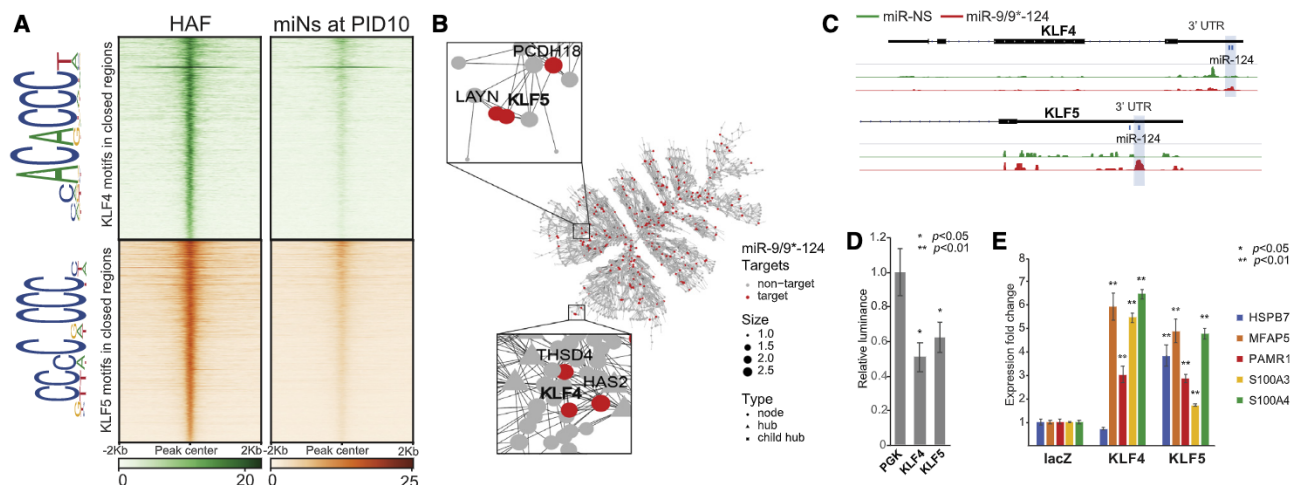 A
HAF
miNs at PID10
ACACCC
KLF4 motifs in closed regions
CCcC CCC
KLF5 motifs in closed regions
-2Kb
Peak center
2Kb
-2Kb
Peak center
2Kb
0
20
0
25
B
PCDH18
LAYN
KLF5
THSD4
KLF4
HAS2
miR-9/9*-124
Targets
non-target
target
Size
1.0
1.5
2.0
2.5
Type
node
hub
child hub
C
miR-NS
miR-9/9*-124
KLF4
3' UTR
miR-124
KLF5
3' UTR
miR-124
D
* p<0.05
** p<0.01
Relative luminance
1.2
1.0
0.8
0.6
0.4
0.2
0
*
*
PGK
KLF4
KLF5
E
* p<0.05
** p<0.01
Expression fold change
8
7
6
5
4
3
2
1
** ** ** **
** ** ** ** **
lacZ
KLF4
KLF5
HSPB7
MFAP5
PAMR1
S100A3
S100A4